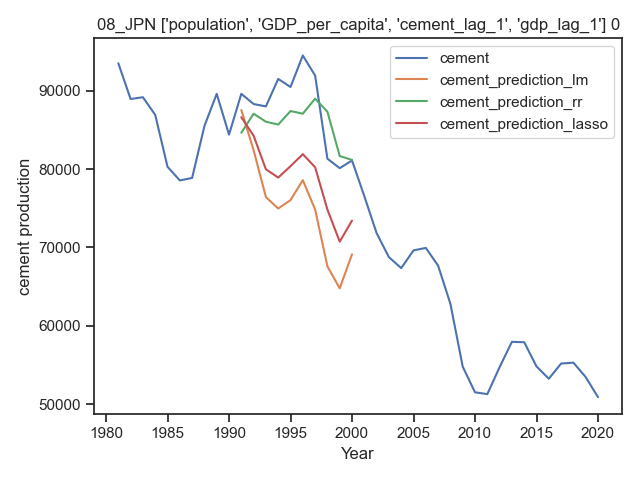 08_JPN ['population', 'GDP_per_capita', 'cement_lag_1', 'gdp_lag_1'] 0
cement
cement_prediction_lm
cement_prediction_rr
cement_prediction_lasso
cement production
90000
80000
70000
60000
50000
1980 1985 1990 1995 2000 2005 2010 2015 2020
Year